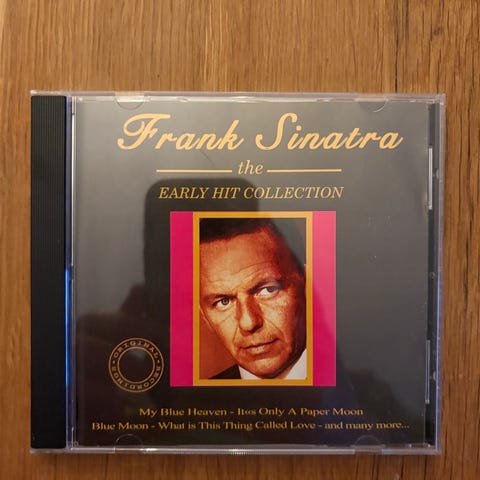 Frank Sinatra
the
EARLY HIT COLLECTION
ORIGINAL RECORDINGS
My Blue Heaven - It«s Only A Paper Moon
Blue Moon - What is This Thing Called Love - and many more...